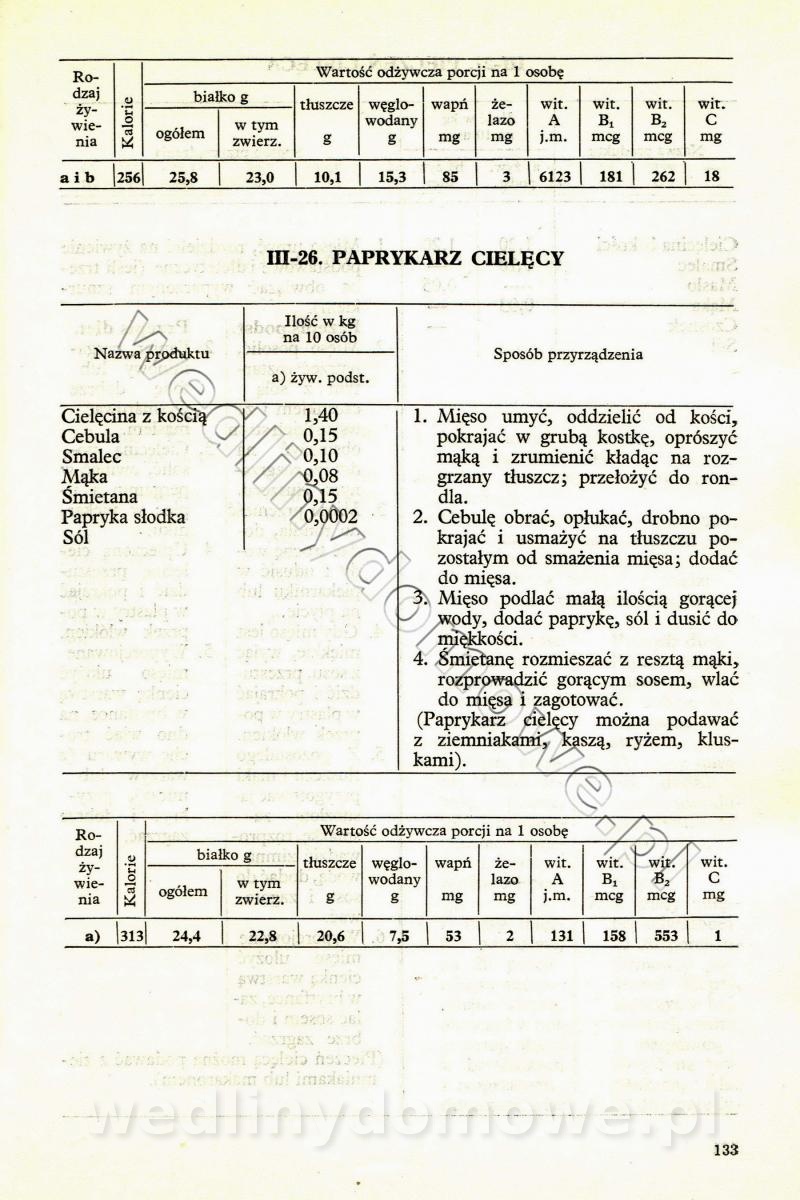 Ro-
dzaj
ży-
wie-
nia
Kalorie
Wartość odżywcza porcji na 1 osobę
białko g
ogółem
w tym
zwierz.
tłuszcze
g
węglo-
wodany
g
wapń
mg
że-
lazo
mg
wit.
A
j.m.
wit.
B₁
mcg
wit.
B₂
mcg
wit.
C
mg
a i b 256 25,8 23,0 10,1 15,3 85 3 6123 181 262 18
III-26. PAPRYKARZ CIELĘCY
Nazwa produktu
Ilość w kg
na 10 osób
a) żyw. podst.
Sposób przyrządzenia
Cielęcina z kością 1,40
Cebula 0,15
Smalec 0,10
Mąka 0,08
Śmietana 0,15
Papryka słodka 0,0002
Sól
1. Mięso umyć, oddzielić od kości,
pokrajać w grubą kostkę, oprószyć
mąką i zrumienić kładąc na roz-
grzany tłuszcz; przełożyć do ron-
dla.
2. Cebulę obrać, opłukać, drobno po-
krajać i usmażyć na tłuszczu po-
zostałym od smażenia mięsa; dodać
do mięsa.
3. Mięso podlać małą ilością gorącej
wody, dodać paprykę, sól i dusić do
miękkości.
4. Śmietanę rozmieszać z resztą mąki,
rozprowadzić gorącym sosem, wlać
do mięsa i zagotować.
(Paprykarz cielęcy można podawać
z ziemniakami, kaszą, ryżem, klus-
kami).
Ro-
dzaj
ży-
wie-
nia
Kalorie
Wartość odżywcza porcji na 1 osobę
białko g
ogółem
w tym
zwierz.
tłuszcze
g
węglo-
wodany
g
wapń
mg
że-
lazo
mg
wit.
A
j.m.
wit.
B₁
mcg
wit.
B₂
mcg
wit.
C
mg
a) 313 24,4 22,8 20,6 7,5 53 2 131 158 553 1
wedlinydomowe.pl
wedlinydomowe.pl
133